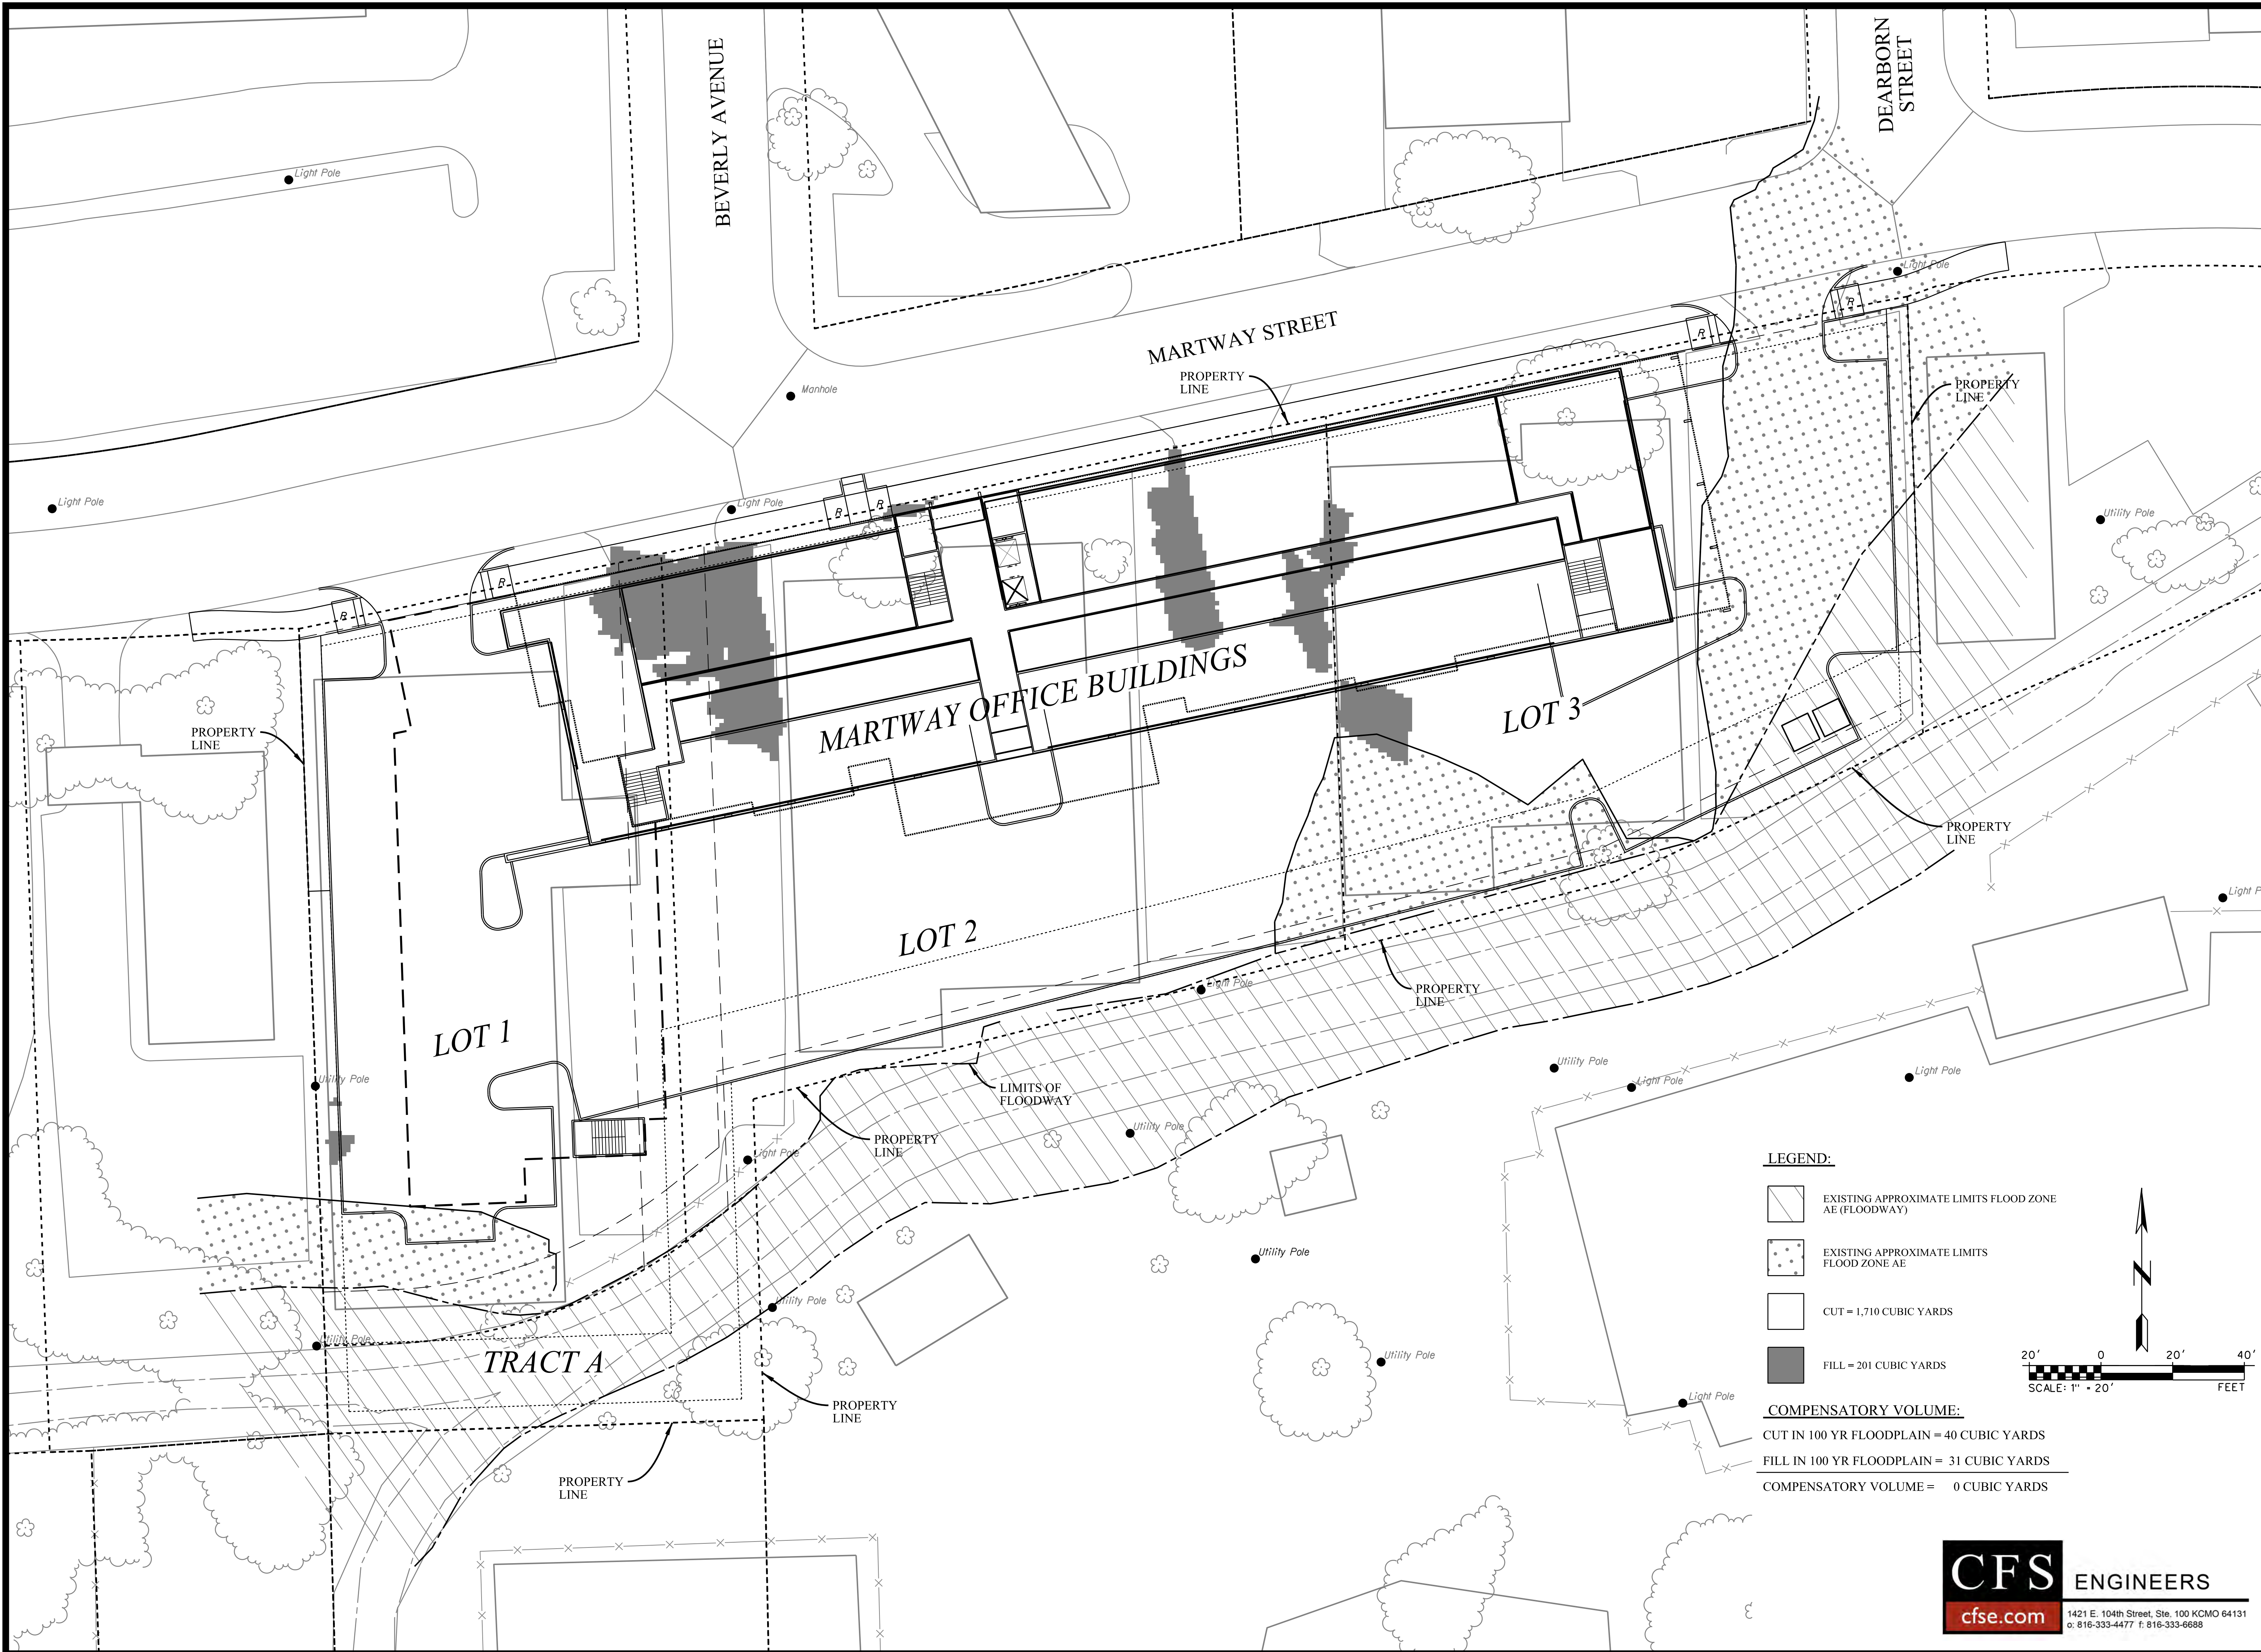 BEVERLY AVENUE
DEARBORN
STREET
Light Pole
MARTWAY STREET
PROPERTY
LINE
Light Pole
R
Manhole
R
PROPERTY
LINE
Light Pole
Light Pole
R
R
Utility Pole
R
R
MARTWAY OFFICE BUILDINGS
LOT 3
PROPERTY
LINE
PROPERTY
LINE
Light P
LOT 2
Light Pole
PROPERTY
LINE
LOT 1
Utility Pole
LIMITS OF
FLOODWAY
Utility Pole
Light Pole
Light Pole
PROPERTY
LINE
Utility Pole
Light Pole
Utility Pole
Utility Pole
Utility Pole
TRACT A
Utility Pole
PROPERTY
LINE
Light Pole
PROPERTY
LINE
LEGEND:
EXISTING APPROXIMATE LIMITS FLOOD ZONE
AE (FLOODWAY)
EXISTING APPROXIMATE LIMITS
FLOOD ZONE AE
CUT = 1,710 CUBIC YARDS
FILL = 201 CUBIC YARDS
N
20' 0 20' 40'
SCALE: 1" = 20' FEET
COMPENSATORY VOLUME:
CUT IN 100 YR FLOODPLAIN = 40 CUBIC YARDS
FILL IN 100 YR FLOODPLAIN = 31 CUBIC YARDS
COMPENSATORY VOLUME = 0 CUBIC YARDS
CFS ENGINEERS
cfse.com
1421 E. 104th Street, Ste. 100 KCMO 64131
o: 816-333-4477 f: 816-333-6688